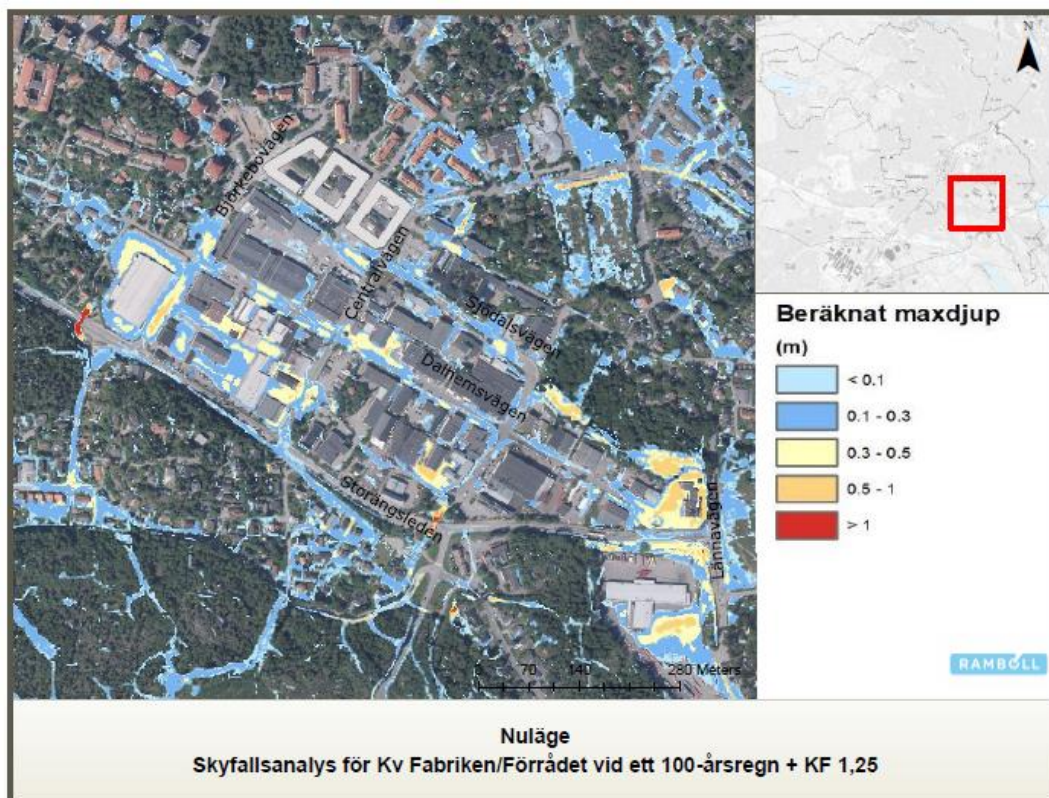 Björkebovägen
Centralvägen
Sjödalsvägen
Dalhemsvägen
Storängsleden
Lännavägen
0 70 140 280 Meters
N
Beräknat maxdjup
(m)
< 0.1
0.1 - 0.3
0.3 - 0.5
0.5 - 1
> 1
RAMBOLL
Nuläge
Skyfallsanalys för Kv Fabriken/Förrådet vid ett 100-årsregn + KF 1,25